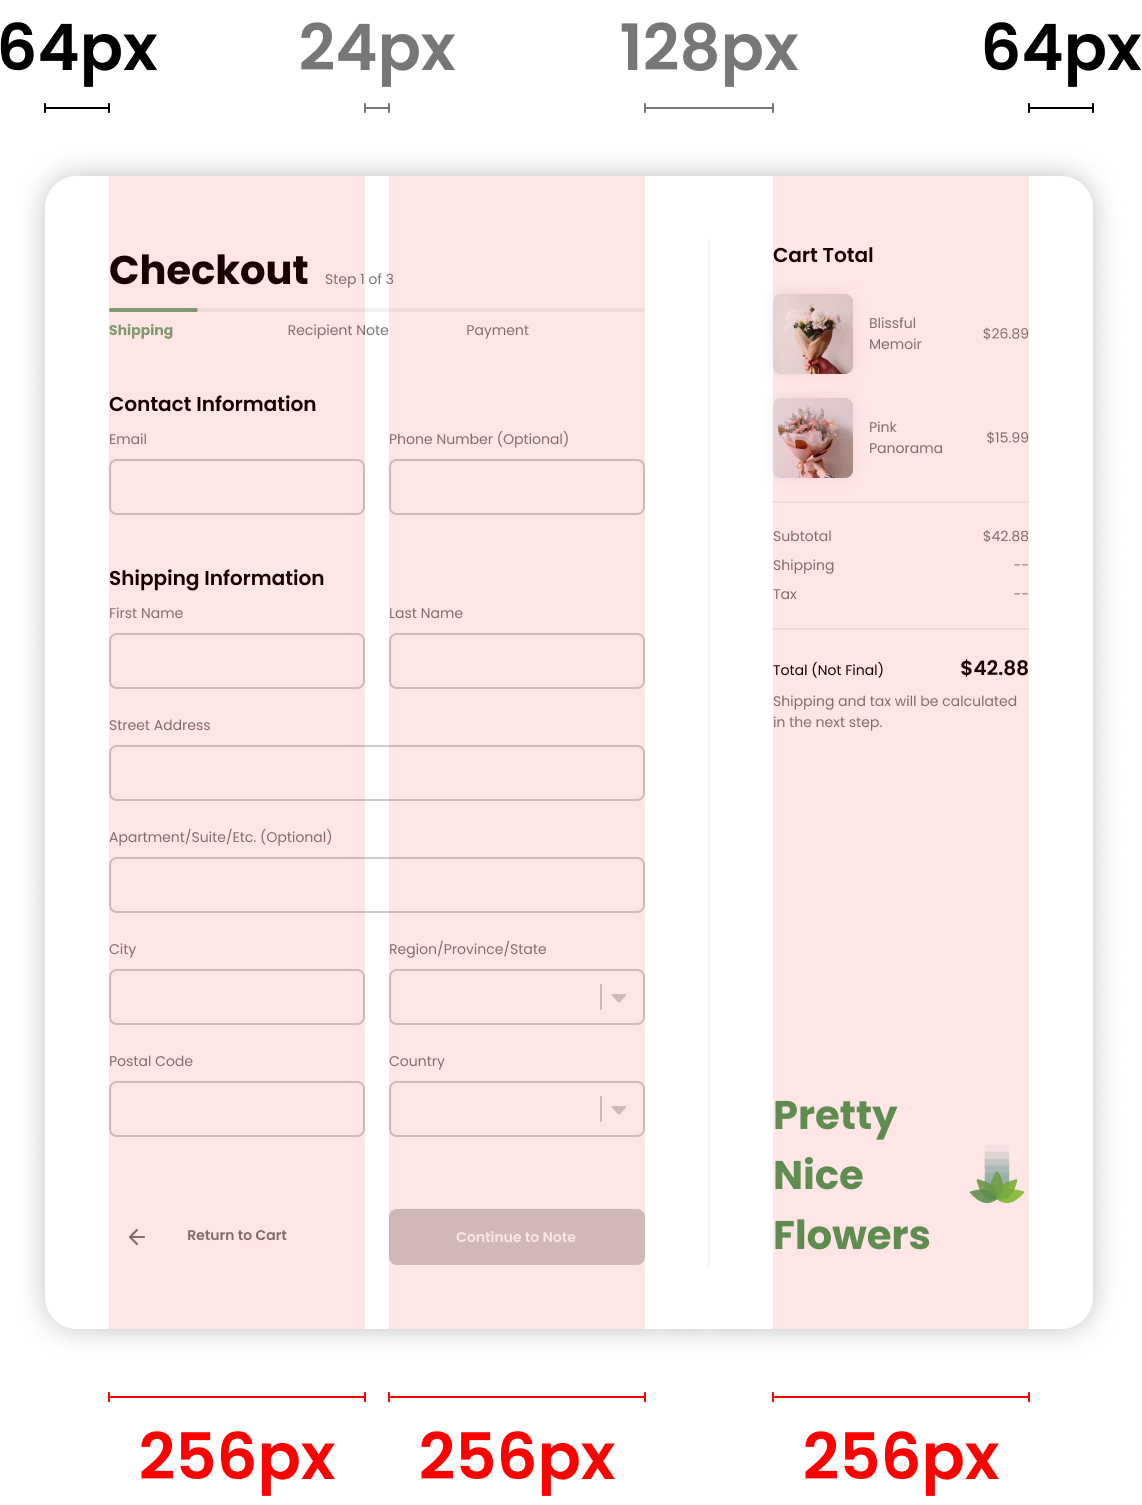 64px 24px 128px 64px
Checkout Step 1 of 3
Shipping Recipient Note Payment
Contact Information
Email Phone Number (Optional)
Shipping Information
First Name Last Name
Street Address
Apartment/Suite/Etc. (Optional)
City Region/Province/State
Postal Code Country
Return to Cart Continue to Note
Cart Total
Blissful
Memoir
$26.89
Pink
Panorama
$15.99
Subtotal $42.88
Shipping --
Tax --
Total (Not Final) $42.88
Shipping and tax will be calculated
in the next step.
Pretty
Nice
Flowers
256px 256px 256px